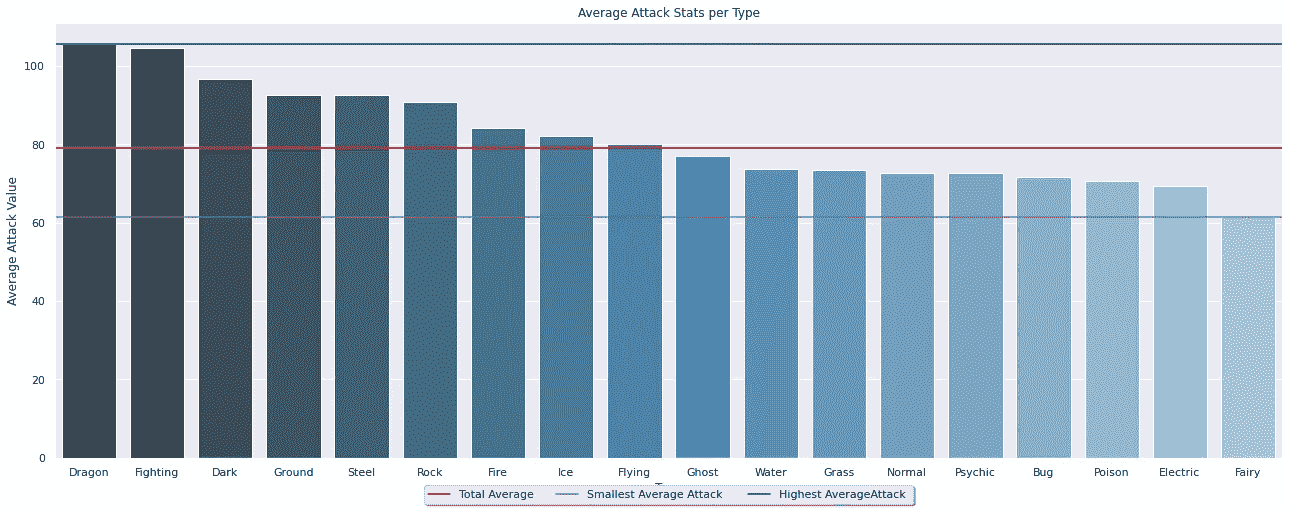 Average Attack Stats per Type
Average Attack Value
100
80
60
40
20
0
Dragon Fighting Dark Ground Steel Rock Fire Ice Flying Ghost Water Grass Normal Psychic Bug Poison Electric Fairy
Total Average Smallest Average Attack Highest AverageAttack